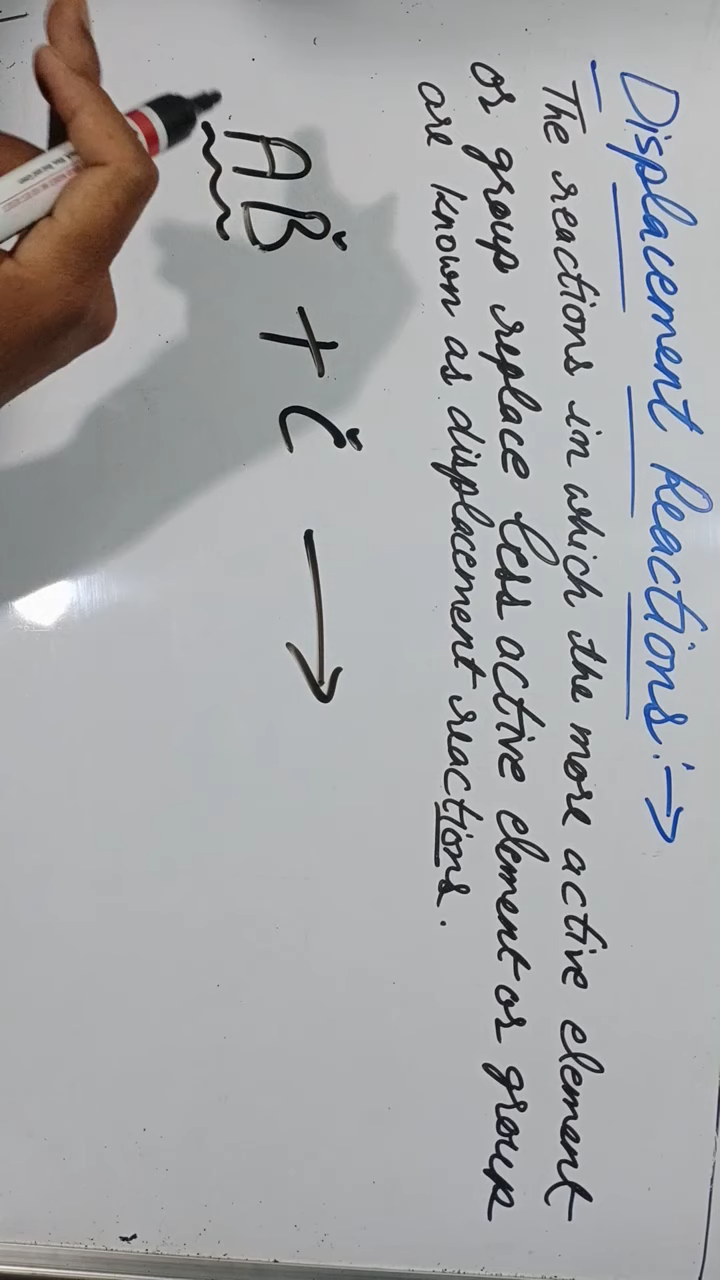 Displacement Reactions:→
The reactions in which the more active element
or group replace less active element or group
are known as displacement reactions.
AB + C →